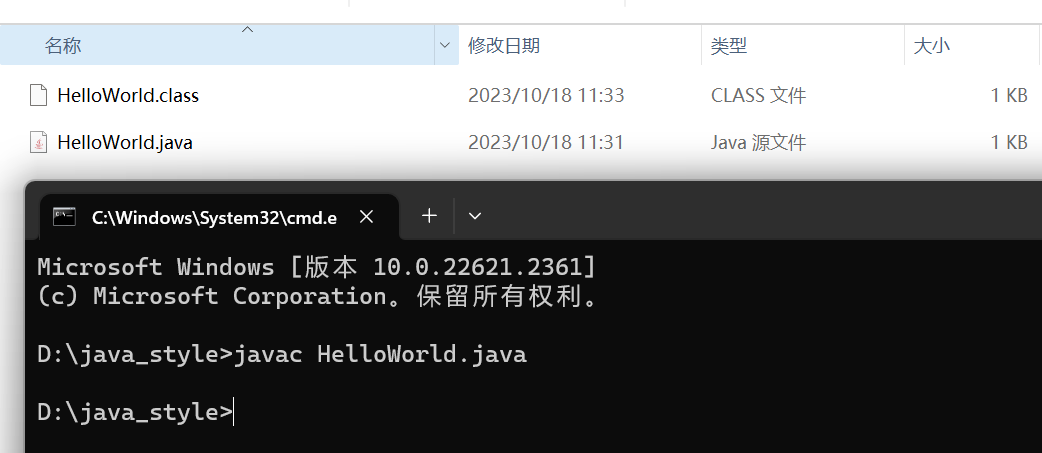 名称 修改日期 类型 大小
HelloWorld.class 2023/10/18 11:33 CLASS 文件 1 KB
HelloWorld.java 2023/10/18 11:31 Java 源文件 1 KB
C:\Windows\System32\cmd.e
Microsoft Windows [版本 10.0.22621.2361]
(c) Microsoft Corporation。保留所有权利。
D:\java_style>javac HelloWorld.java
D:\java_style>